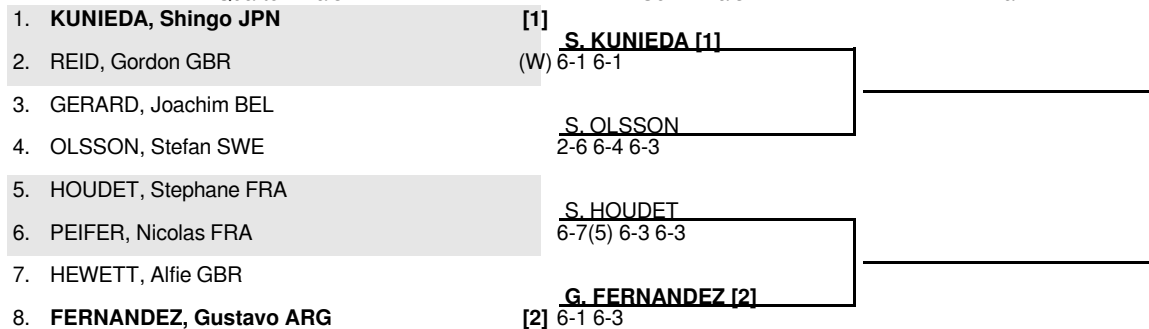 1. KUNIEDA, Shingo JPN [1]
S. KUNIEDA [1]
2. REID, Gordon GBR (W) 6-1 6-1
3. GERARD, Joachim BEL
S. OLSSON
4. OLSSON, Stefan SWE 2-6 6-4 6-3
5. HOUDET, Stephane FRA
S. HOUDET
6. PEIFER, Nicolas FRA 6-7(5) 6-3 6-3
7. HEWETT, Alfie GBR
G. FERNANDEZ [2]
8. FERNANDEZ, Gustavo ARG [2] 6-1 6-3